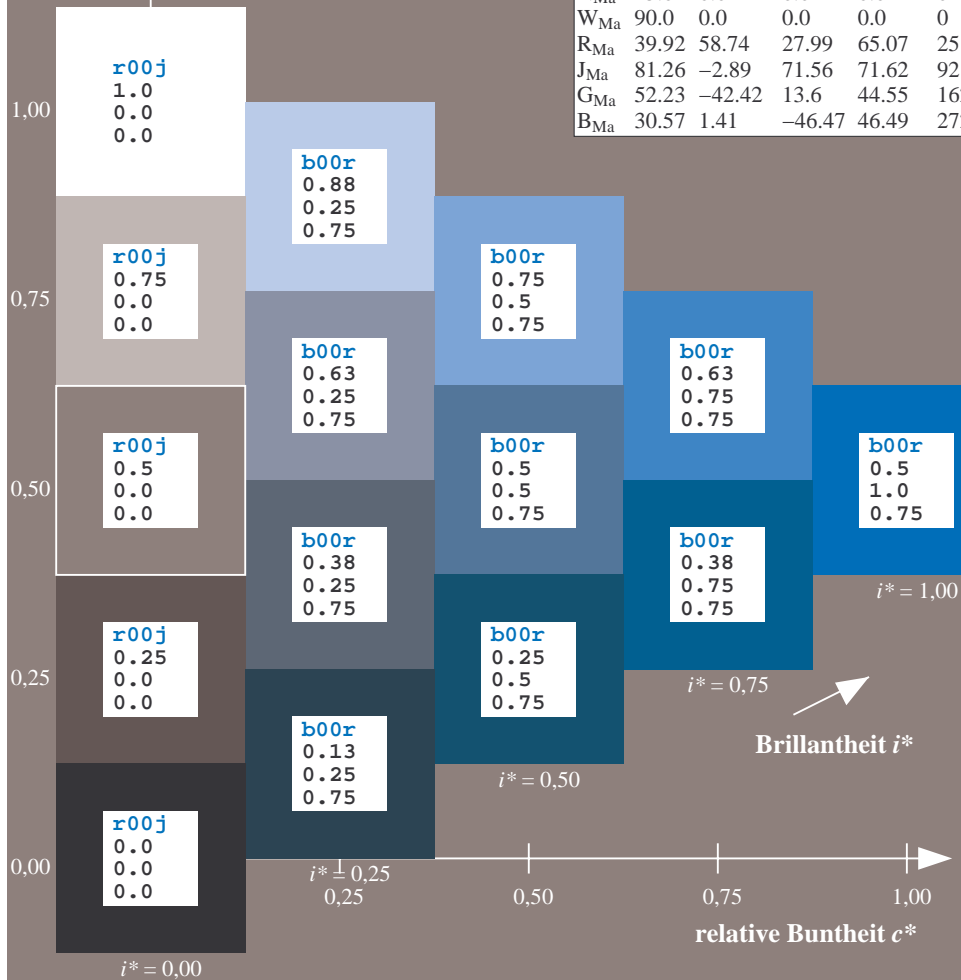 W_Ma 90.0 0.0 0.0 0.0 0
R_Ma 39.92 58.74 27.99 65.07 25
J_Ma 81.26 −2.89 71.56 71.62 92
G_Ma 52.23 −42.42 13.6 44.55
B_Ma 30.57 1.41 −46.47 46.49
r00j
1.0
0.0
0.0
1,00
b00r
0.88
0.25
0.75
r00j
0.75
0.0
0.0
b00r
0.75
0.5
0.75
0,75
b00r
0.63
0.25
0.75
b00r
0.63
0.75
0.75
r00j
0.5
0.0
0.0
b00r
0.5
0.5
0.75
b00r
0.5
1.0
0.75
0,50
b00r
0.38
0.25
0.75
b00r
0.38
0.75
0.75
i* = 1,00
r00j
0.25
0.0
0.0
b00r
0.25
0.5
0.75
0,25
i* = 0,75
b00r
0.13
0.25
0.75
Brillantheit i*
i* = 0,50
r00j
0.0
0.0
0.0
0,00
i* = 0,25
0,25 0,50 0,75 1,00
relative Buntheit c*
i* = 0,00